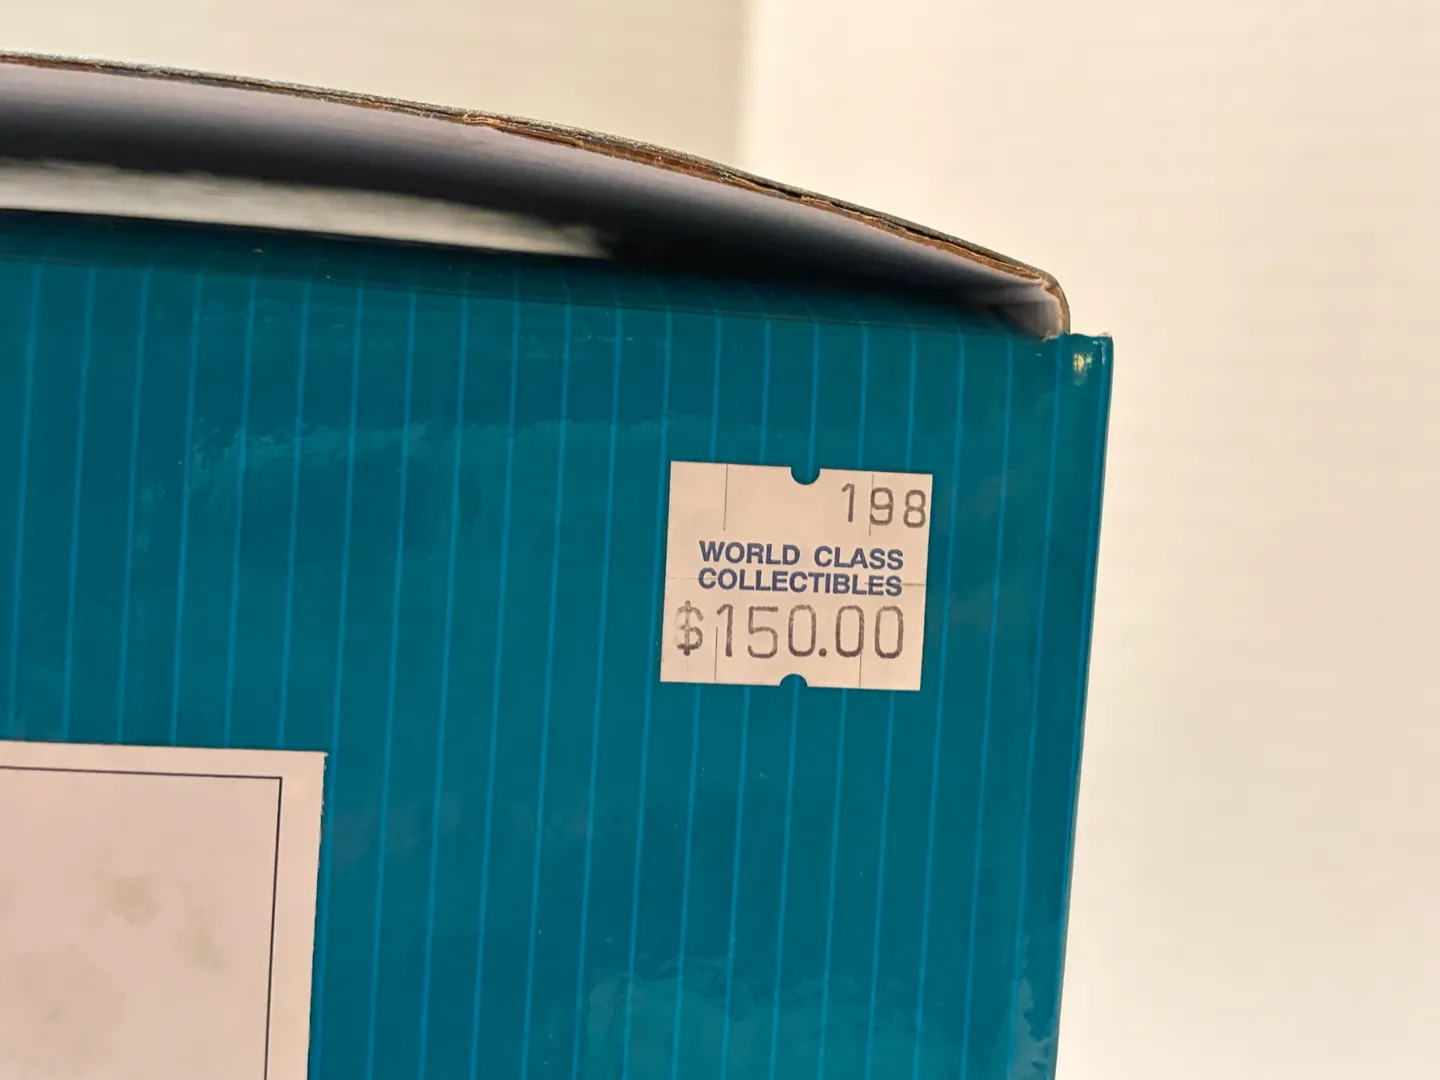 198
WORLD CLASS
COLLECTIBLES
$150.00